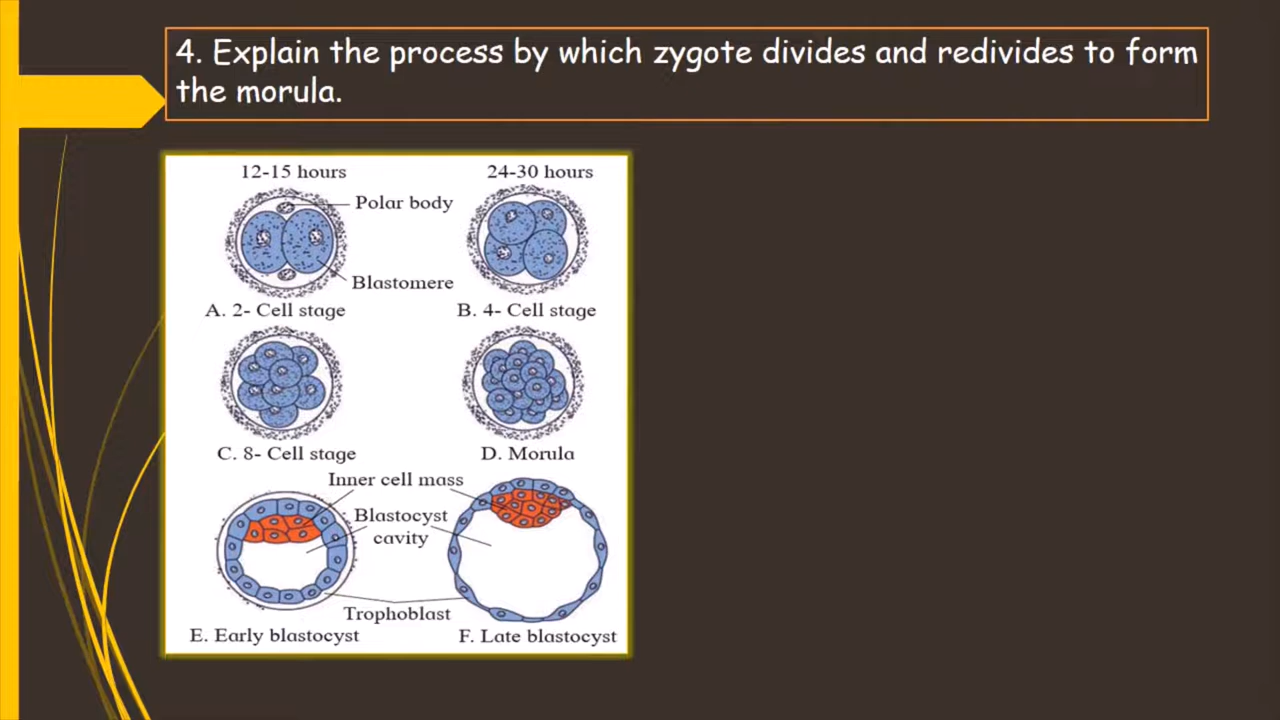 4. Explain the process by which zygote divides and redivides to form
the morula.
12-15 hours
24-30 hours
Polar body
Blastomere
A. 2- Cell stage
B. 4- Cell stage
C. 8- Cell stage
D. Morula
Inner cell mass
Blastocyst
cavity
Trophoblast
E. Early blastocyst
F. Late blastocyst